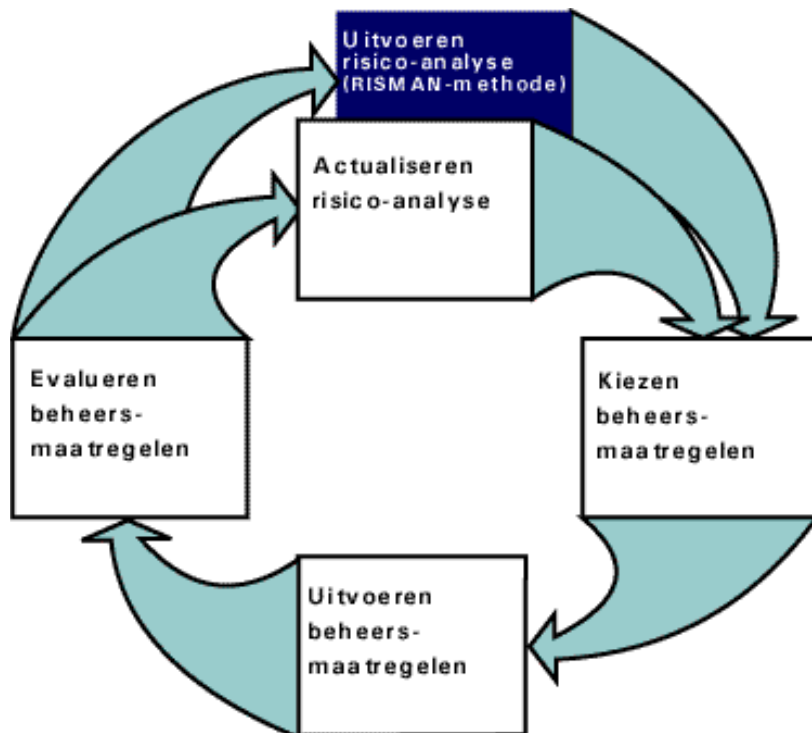 Uitvoeren
risico-analyse
(RISMAN-methode)
Actualiseren
risico-analyse
Evalueren
beheers-
maatregelen
Kiezen
beheers-
maatregelen
Uitvoeren
beheers-
maatregelen